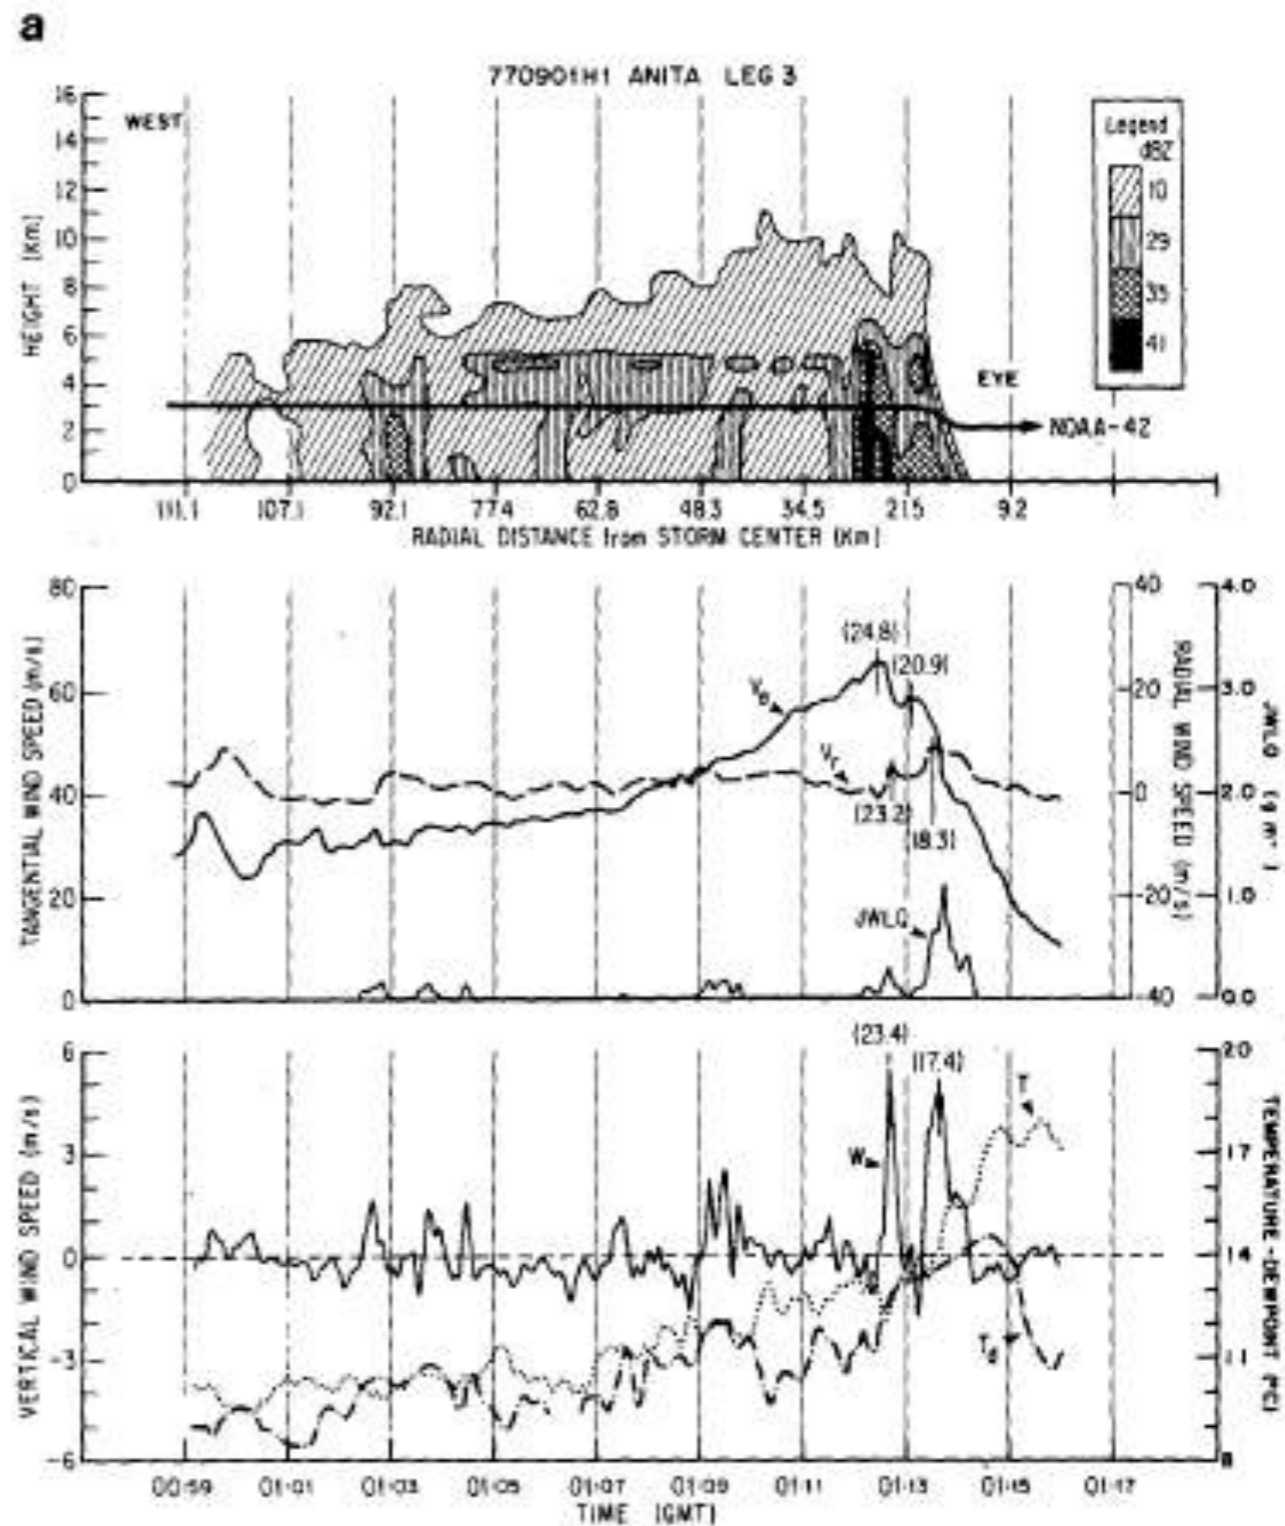 a
770901H1 ANITA LEG 3
16
14
12
10
8
6
4
2
0
HEIGHT (Km)
WEST
EYE
NOAA-42
Legend
dBZ
10
29
35
41
111.1 107.1 92.1 77.4 62.8 48.3 34.5 21.5 9.2
RADIAL DISTANCE from STORM CENTER (Km)
80
60
40
20
0
TANGENTIAL WIND SPEED (m/s)
(24.8)
(20.9)
Vθ
Vr
(23.2)
(18.3)
JWLQ
40
20
0
-20
-40
RADIAL WIND SPEED (m/s)
4.0
3.0
2.0
1.0
0.0
JWLQ
6
3
0
-3
-6
VERTICAL WIND SPEED (m/s)
(23.4)
(17.4)
W
T
Td
20
17
14
11
8
TEMPERATURE-DEWPOINT (°C)
00:59 01:01 01:03 01:05 01:07 01:09 01:11 01:13 01:15 01:17
TIME (GMT)